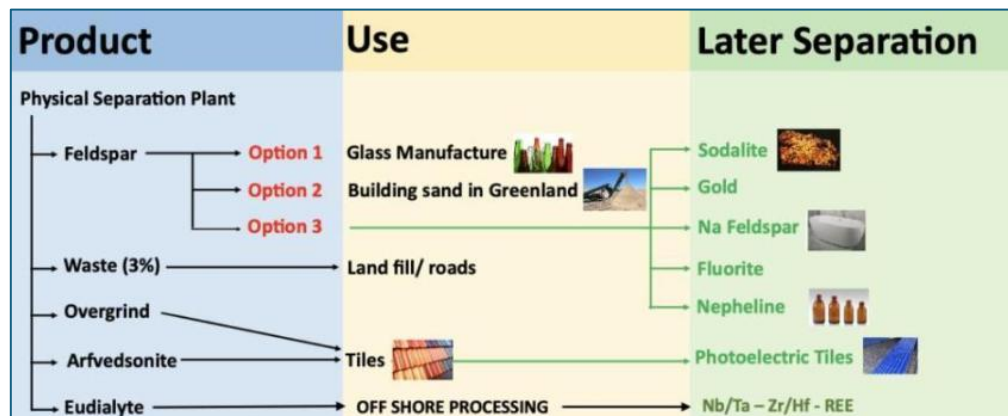 Product Use Later Separation
Physical Separation Plant
Feldspar Option 1 Glass Manufacture Sodalite
Option 2 Building sand in Greenland Gold
Option 3 Na Feldspar
Waste (3%) Land fill/ roads Fluorite
Overgrind Nepheline
Arfvedsonite Tiles Photoelectric Tiles
Eudialyte OFF SHORE PROCESSING Nb/Ta – Zr/Hf - REE